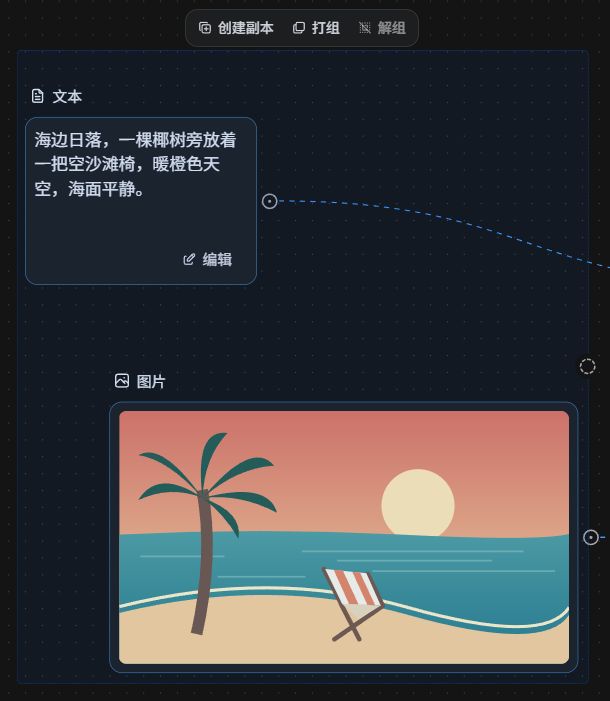 创建副本 打组 解组
文本
海边日落，一棵椰树旁放着
一把空沙滩椅，暖橙色天
空，海面平静。
编辑
图片